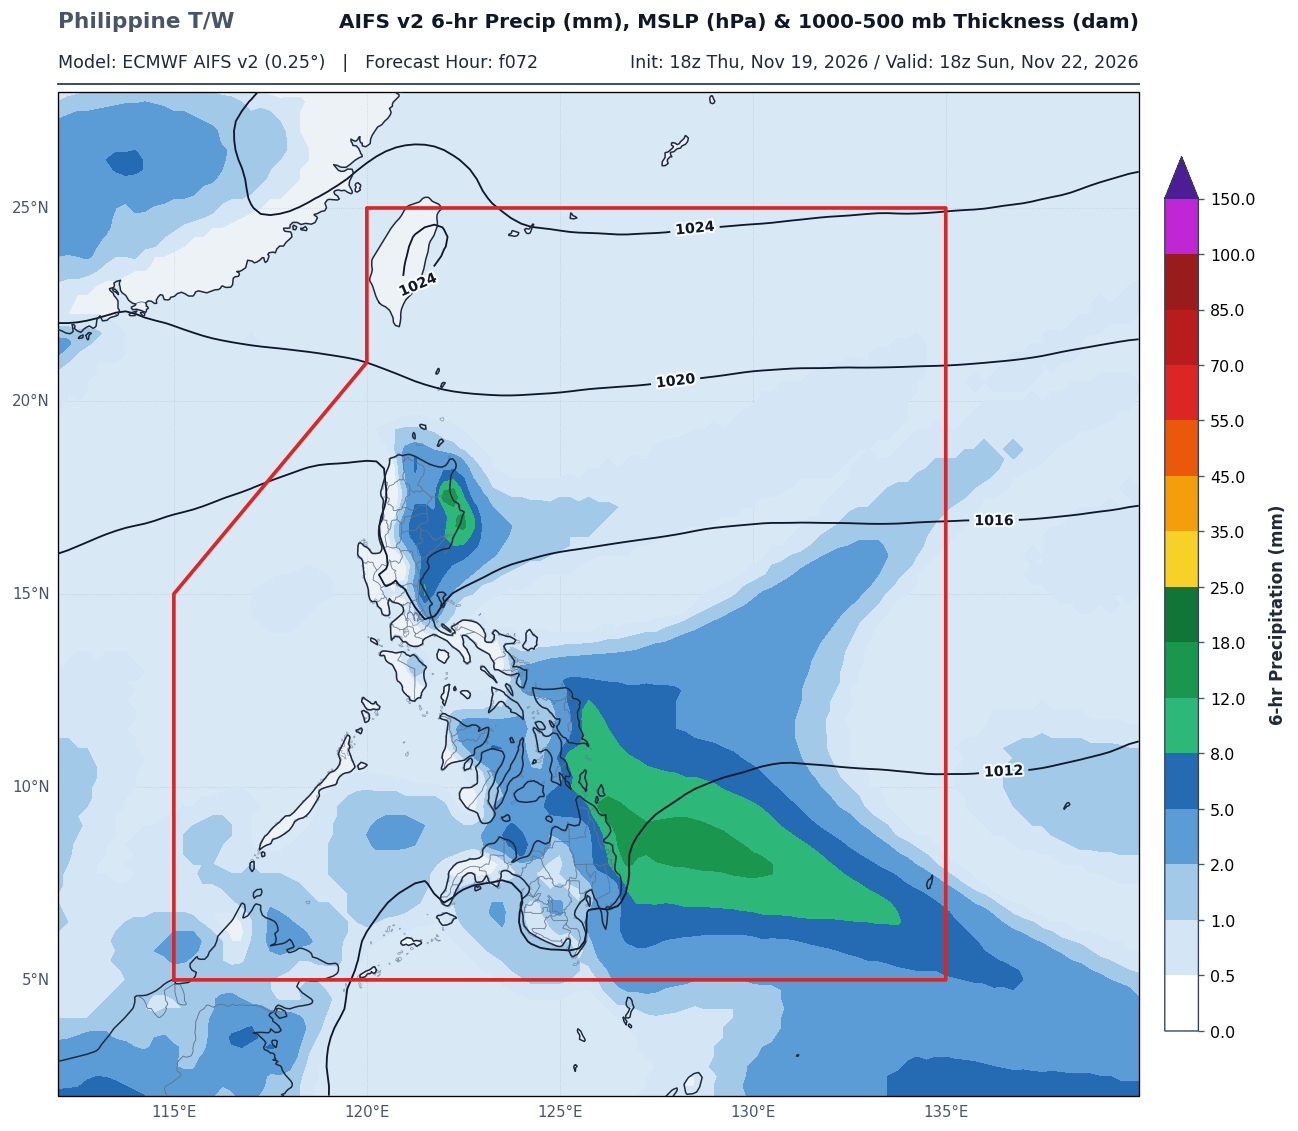 Philippine T/W
AIFS v2 6-hr Precip (mm), MSLP (hPa) & 1000-500 mb Thickness (dam)
Model: ECMWF AIFS v2 (0.25°)   |   Forecast Hour: f072
Init: 18z Thu, Nov 19, 2026 / Valid: 18z Sun, Nov 22, 2026
25°N
20°N
15°N
10°N
5°N
115°E
120°E
125°E
130°E
135°E
1024
1024
1020
1016
1012
150.0
100.0
85.0
70.0
55.0
45.0
35.0
25.0
18.0
12.0
8.0
5.0
2.0
1.0
0.5
0.0
6-hr Precipitation (mm)